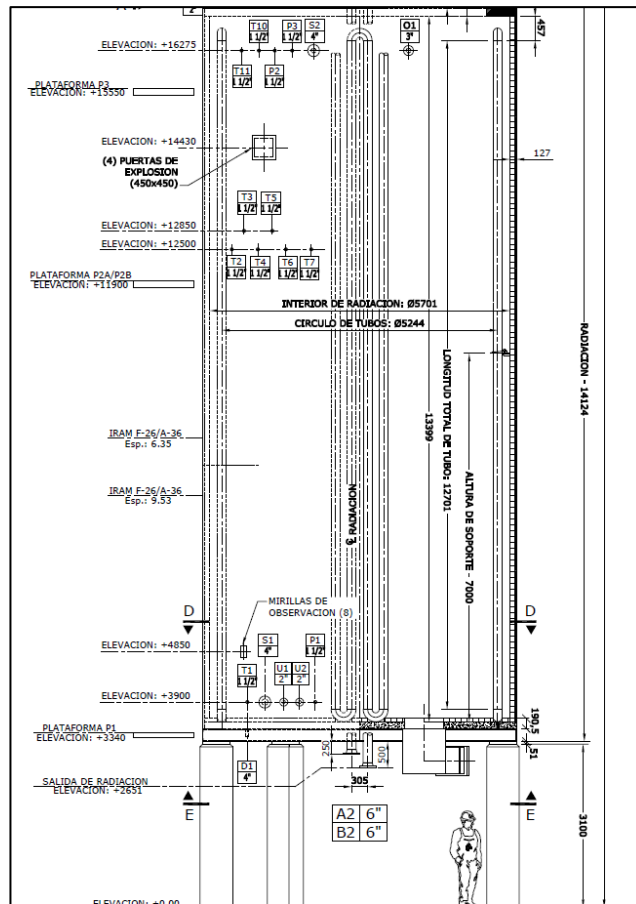 T10
1 1/2"
P3
1 1/2"
S2
4"
O1
3"
457
ELEVACION: +16275
T11
1 1/2"
P2
1 1/2"
PLATAFORMA P3
ELEVACION: +15550
ELEVACION: +14430
(4) PUERTAS DE
EXPLOSION
(450x450)
127
T3
1 1/2"
T5
1 1/2"
ELEVACION: +12850
ELEVACION: +12500
T2
1 1/2"
T4
1 1/2"
T6
1 1/2"
T7
1 1/2"
PLATAFORMA P2A/P2B
ELEVACION: +11900
INTERIOR DE RADIACION: Ø5701
CIRCULO DE TUBOS: Ø5244
13399
LONGITUD TOTAL DE TUBO: 12701
ALTURA DE SOPORTE - 7000
RADIACION - 14124
IRAM F-26/A-36
Esp.: 6.35
IRAM F-26/A-36
Esp.: 9.53
RADIACION
D
D
MIRILLAS DE
OBSERVACION (8)
ELEVACION: +4850
S1
4"
P1
1 1/2"
T1
1 1/2"
U1
2"
U2
2"
ELEVACION: +3900
PLATAFORMA P1
ELEVACION: +3340
190.5
51
250
500
D1
4"
SALIDA DE RADIACION
ELEVACION: +2651
305
E
E
A2 6"
B2 6"
3100
ELEVACION: +0.00